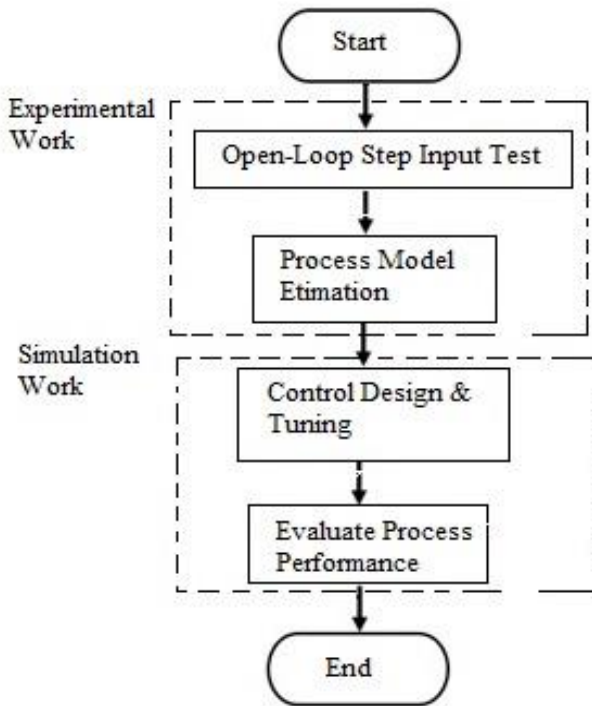 Start
Experimental
Work
Open-Loop Step Input Test
Process Model
Etimation
Simulation
Work
Control Design &
Tuning
Evaluate Process
Performance
End